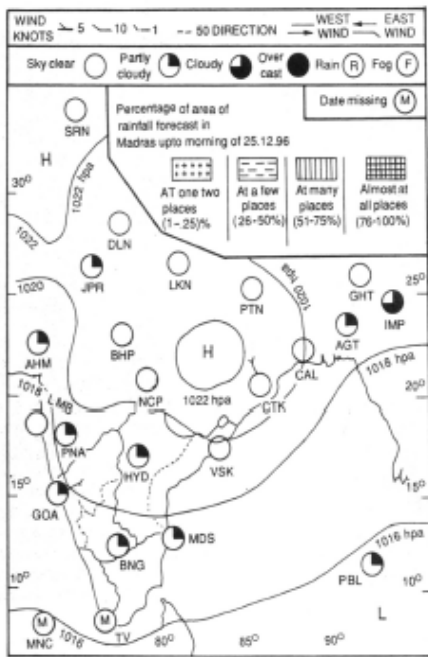 WIND KNOTS 5 10 1 50 DIRECTION WEST WIND EAST WIND
Sky clear Partly cloudy Cloudy Over cast Rain R Fog F
Date missing M
Percentage of area of
rainfall forecast in
Madras upto morning of 25.12.96
AT one two places (1-25)%
At a few places (26-50%)
At many places (51-75%)
Almost at all places (76-100%)
SRN
H
30°
1022 hpa
1022
DLN
JPR
LKN
1020
PTN
1020 hpa
GHT
25°
IMP
AGT
AHM
BHP
H
CAL
1018
LMB
NCP
1022 hpa
CTK
1016 hpa
20°
PNA
HYD
VSK
15°
GOA
15°
MDS
BNG
1016 hpa
10°
PBL
10°
M
MNC
1016
M
TV
80°
85°
90°
L